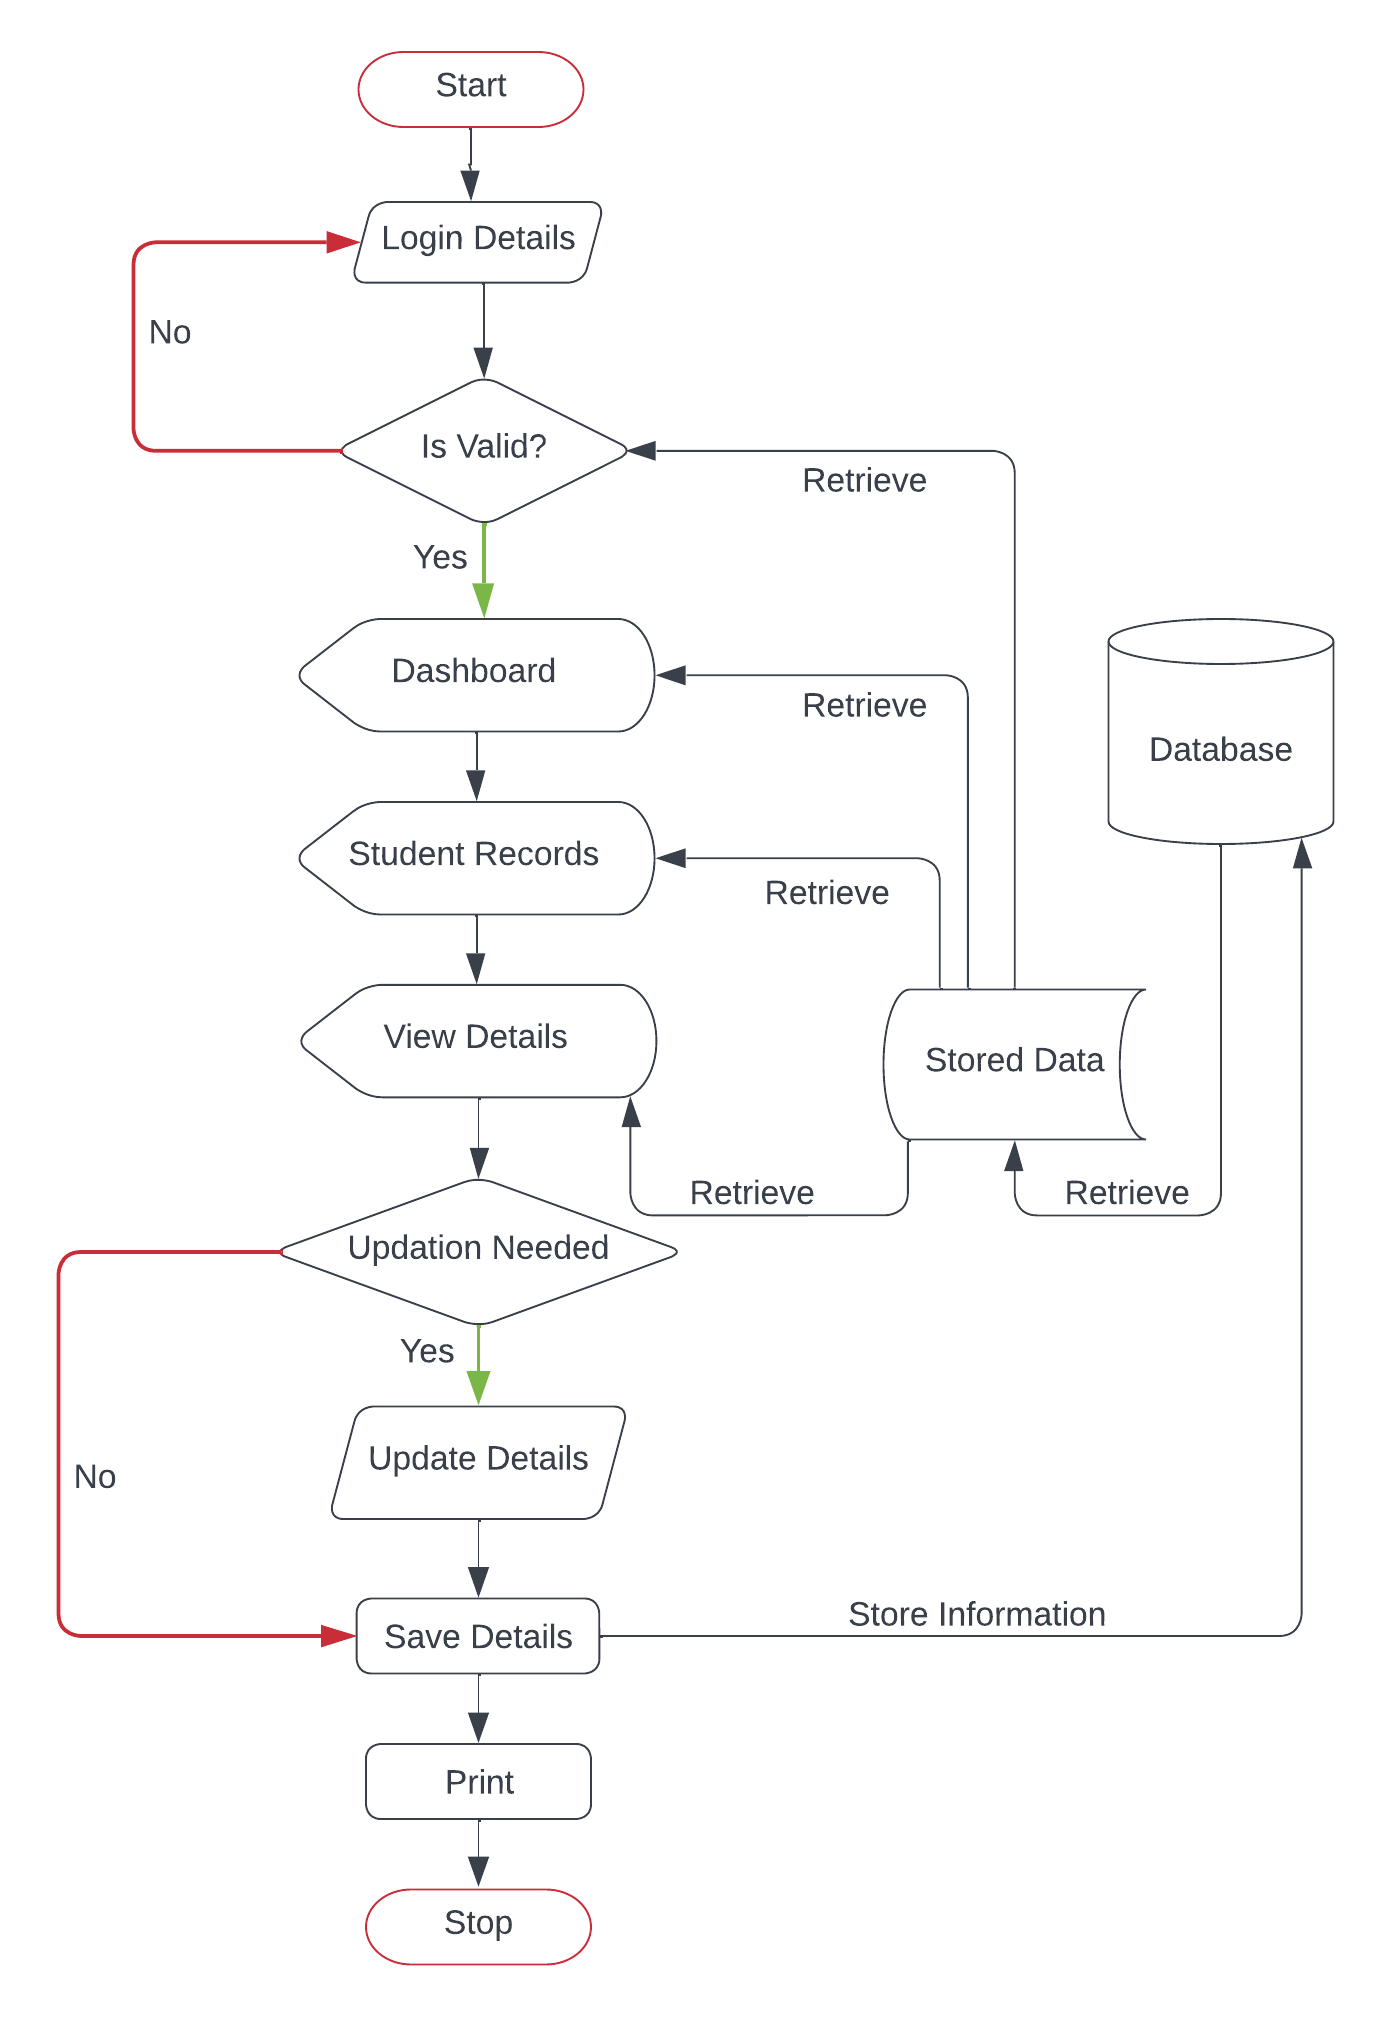 Start
Login Details
No
Is Valid?
Retrieve
Yes
Dashboard
Retrieve
Database
Student Records
Retrieve
View Details
Stored Data
Retrieve
Retrieve
Updation Needed
Yes
Update Details
No
Store Information
Save Details
Print
Stop